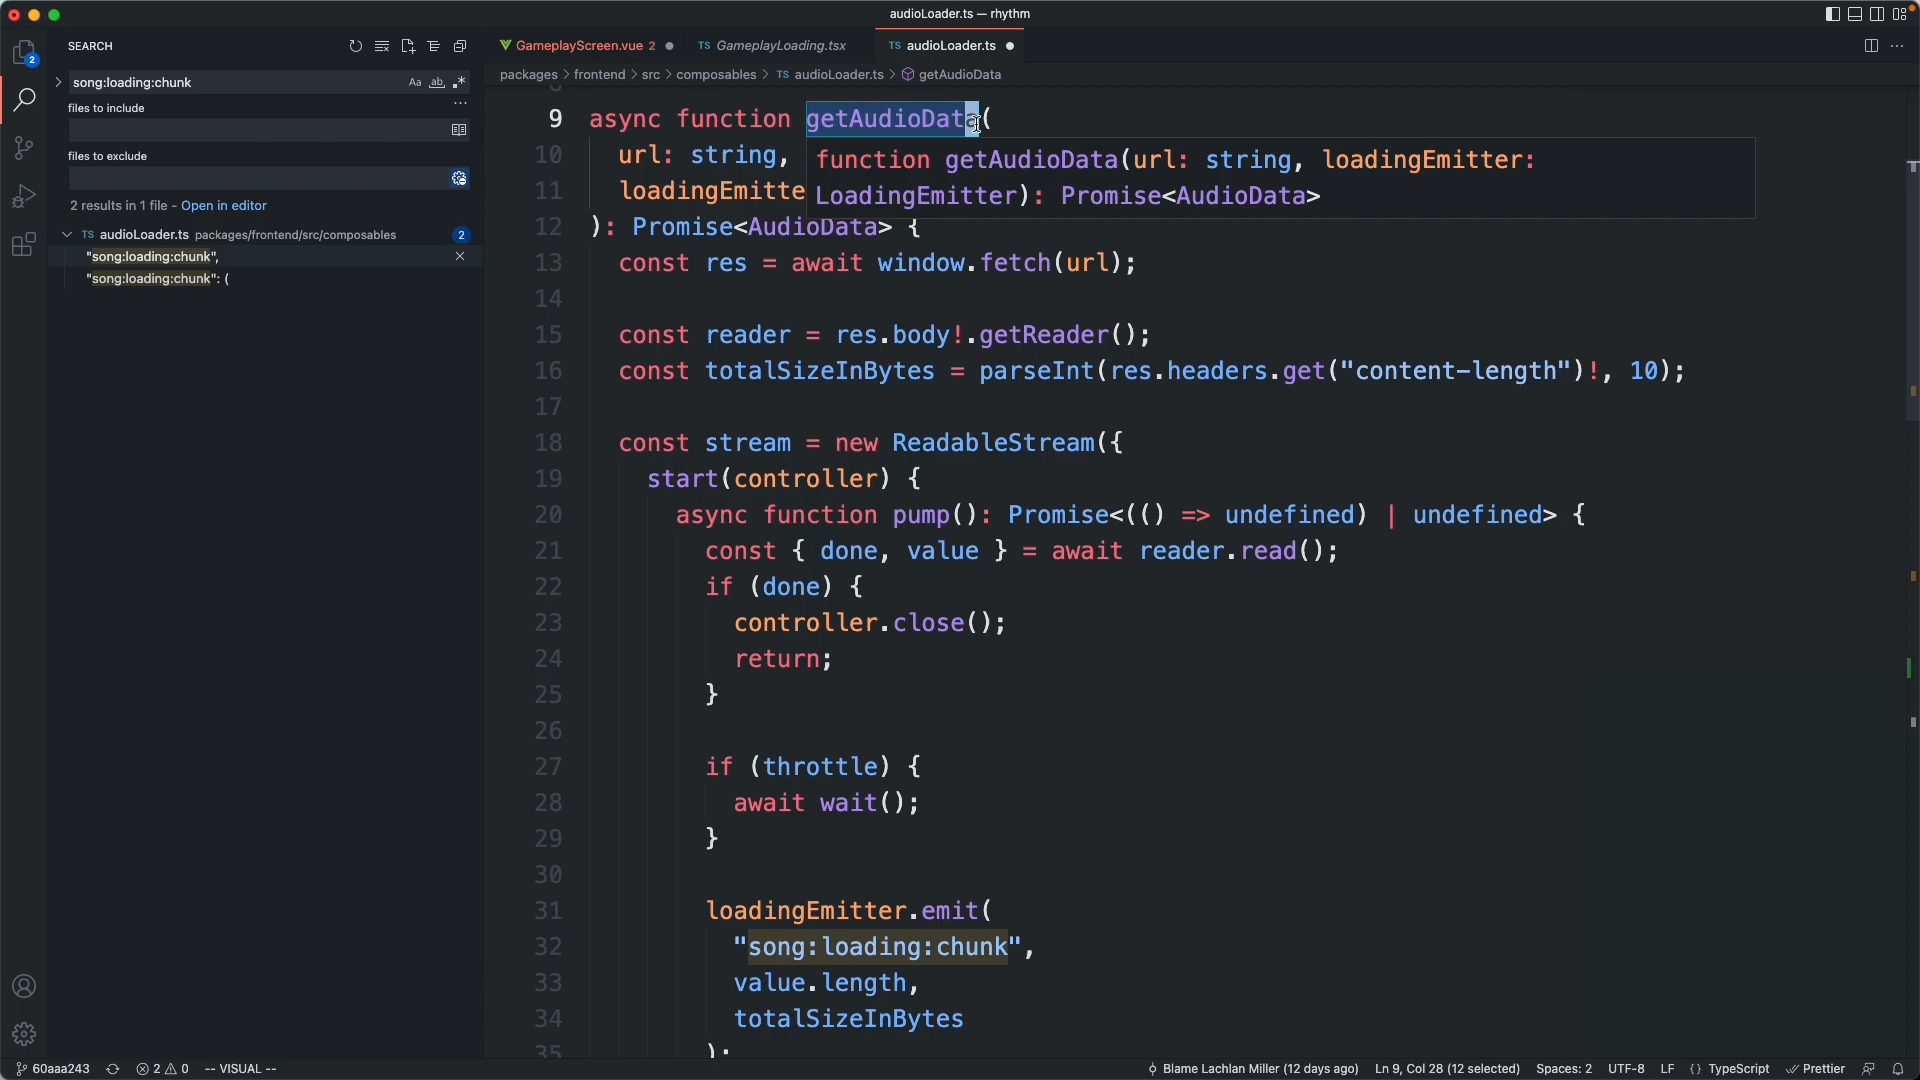 audioLoader.ts — rhythm
SEARCH
GameplayScreen.vue 2
TS GameplayLoading.tsx
TS audioLoader.ts
2
song:loading:chunk
Aa ab .*
packages > frontend > src > composables > TS audioLoader.ts > getAudioData
files to include
files to exclude
2 results in 1 file - Open in editor
TS audioLoader.ts packages/frontend/src/composables 2
"song:loading:chunk",
"song:loading:chunk": (
9 async function getAudioData(
10 url: string,
11 loadingEmitte
function getAudioData(url: string, loadingEmitter:
LoadingEmitter): Promise<AudioData>
12 ): Promise<AudioData> {
13 const res = await window.fetch(url);
14
15 const reader = res.body!.getReader();
16 const totalSizeInBytes = parseInt(res.headers.get("content-length")!, 10);
17
18 const stream = new ReadableStream({
19 start(controller) {
20 async function pump(): Promise<(() => undefined) | undefined> {
21 const { done, value } = await reader.read();
22 if (done) {
23 controller.close();
24 return;
25 }
26
27 if (throttle) {
28 await wait();
29 }
30
31 loadingEmitter.emit(
32 "song:loading:chunk",
33 value.length,
34 totalSizeInBytes
35 );
60aaa243 2 0 -- VISUAL --
Blame Lachlan Miller (12 days ago) Ln 9, Col 28 (12 selected) Spaces: 2 UTF-8 LF {} TypeScript Prettier